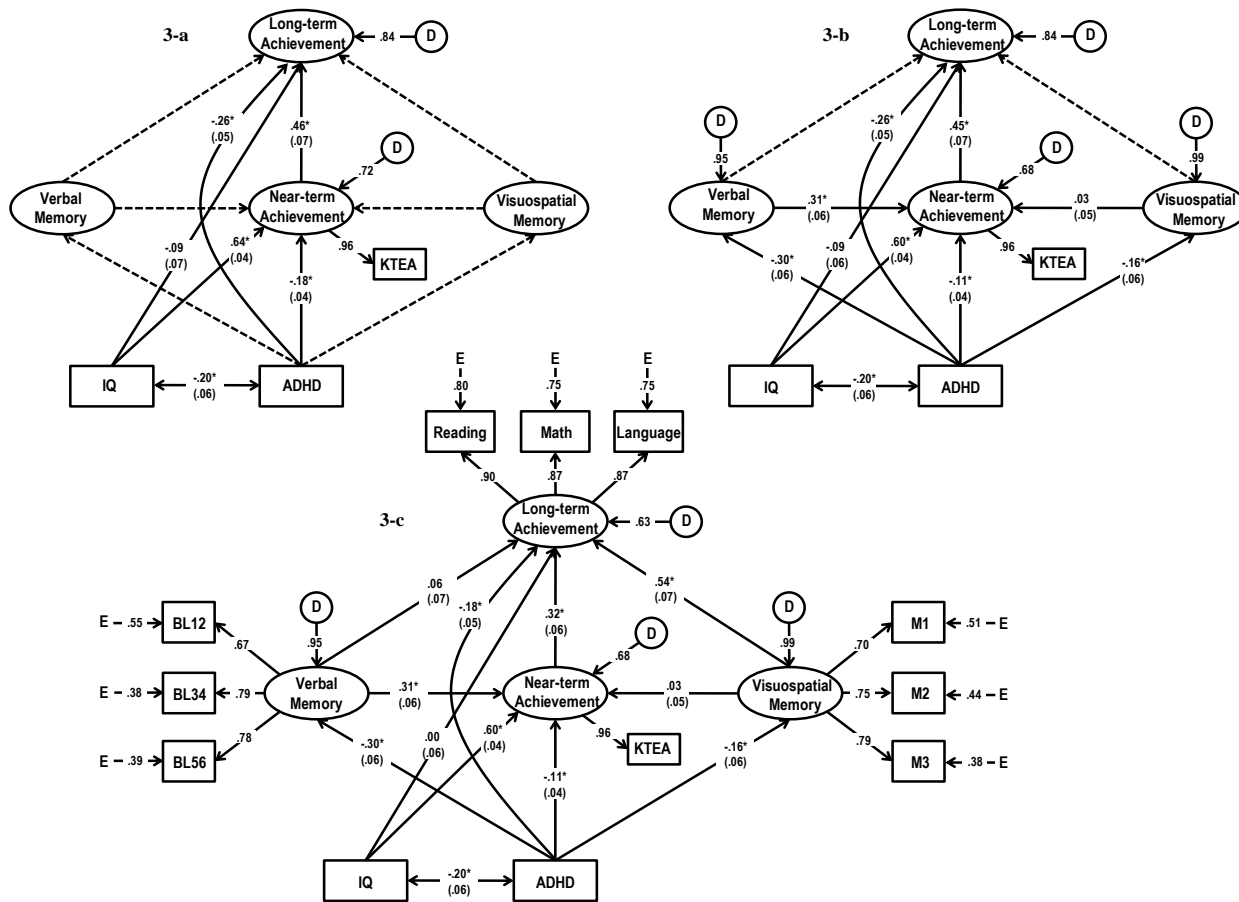 3-a
Long-term
Achievement
.84
D
-.26*
(.05)
.46*
(.07)
D
.72
Verbal
Memory
Near-term
Achievement
Visuospatial
Memory
-.09
(.07)
.64*
(.04)
.96
KTEA
-.18*
(.04)
IQ
-.20*
(.06)
ADHD
3-b
Long-term
Achievement
.84
D
D
.95
-.26*
(.05)
.45*
(.07)
D
.68
D
.99
Verbal
Memory
.31*
(.06)
Near-term
Achievement
.03
(.05)
Visuospatial
Memory
-.30*
(.06)
-.09
(.06)
.60*
(.04)
.96
KTEA
-.11*
(.04)
-.16*
(.06)
IQ
-.20*
(.06)
ADHD
E
.80
E
.75
E
.75
Reading
Math
Language
.90
.87
.87
3-c
Long-term
Achievement
.63
D
.06
(.07)
-.18*
(.05)
.32*
(.06)
.54*
(.07)
D
.95
D
.68
D
.99
E
.55
BL12
.67
E
.38
BL34
.79
E
.39
BL56
.78
Verbal
Memory
.31*
(.06)
Near-term
Achievement
.03
(.05)
Visuospatial
Memory
.70
M1
.51
E
.75
M2
.44
E
.79
M3
.38
E
-.30*
(.06)
.00
(.06)
.60*
(.04)
.96
KTEA
-.11*
(.04)
-.16*
(.06)
IQ
-.20*
(.06)
ADHD